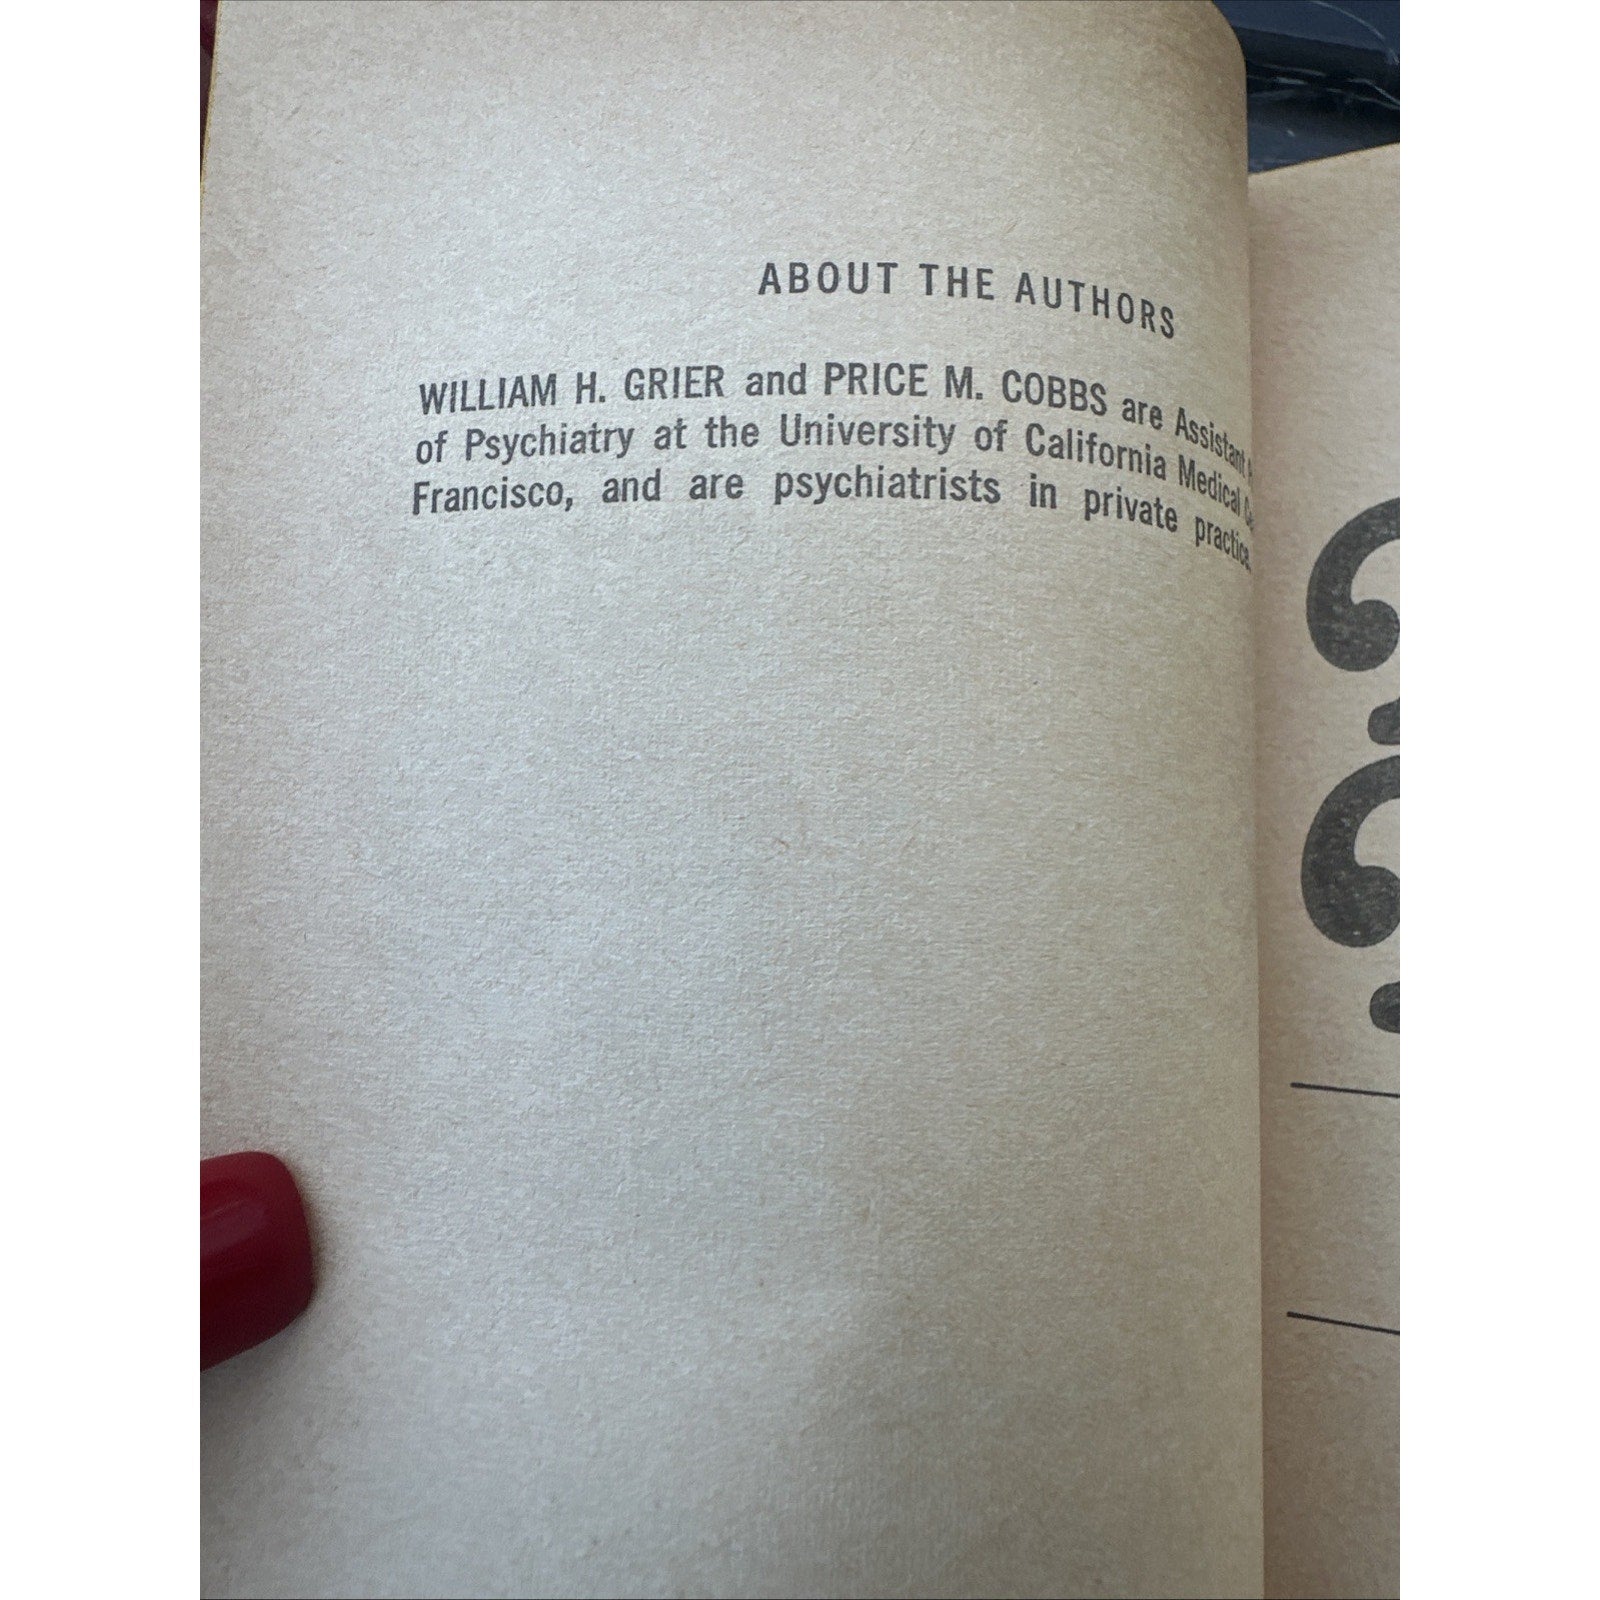 ABOUT THE AUTHORS
WILLIAM H. GRIER and PRICE M. COBBS are Assistant
of Psychiatry at the University of California Medical
Francisco, and are psychiatrists in private practice.